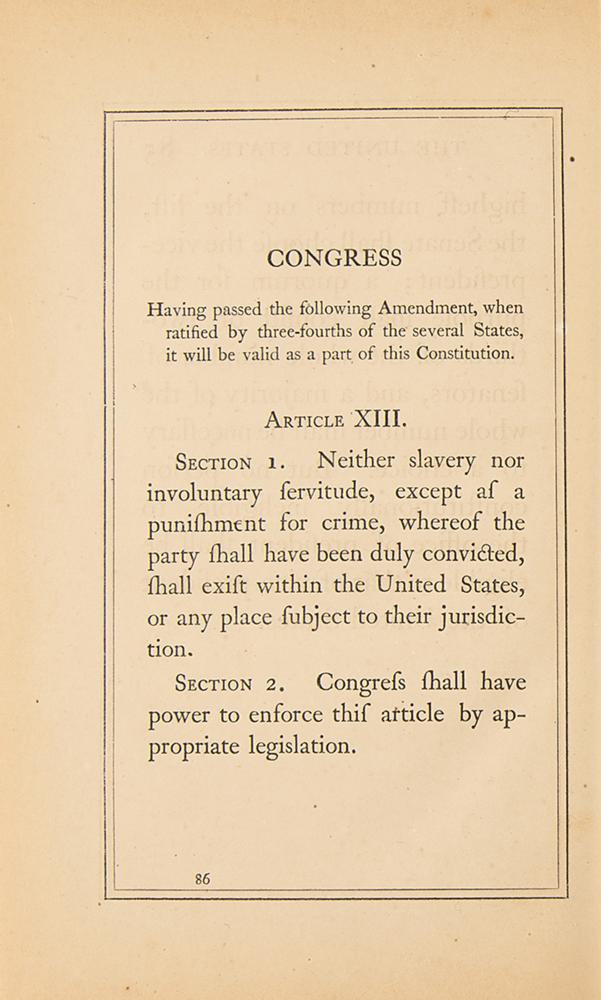 CONGRESS
Having passed the following Amendment, when
ratified by three-fourths of the several States,
it will be valid as a part of this Constitution.
ARTICLE XIII.
SECTION 1. Neither slavery nor
involuntary ſervitude, except aſ a
puniſhment for crime, whereof the
party ſhall have been duly convicted,
ſhall exiſt within the United States,
or any place ſubject to their jurisdic-
tion.
SECTION 2. Congreſs ſhall have
power to enforce thiſ article by ap-
propriate legislation.
86